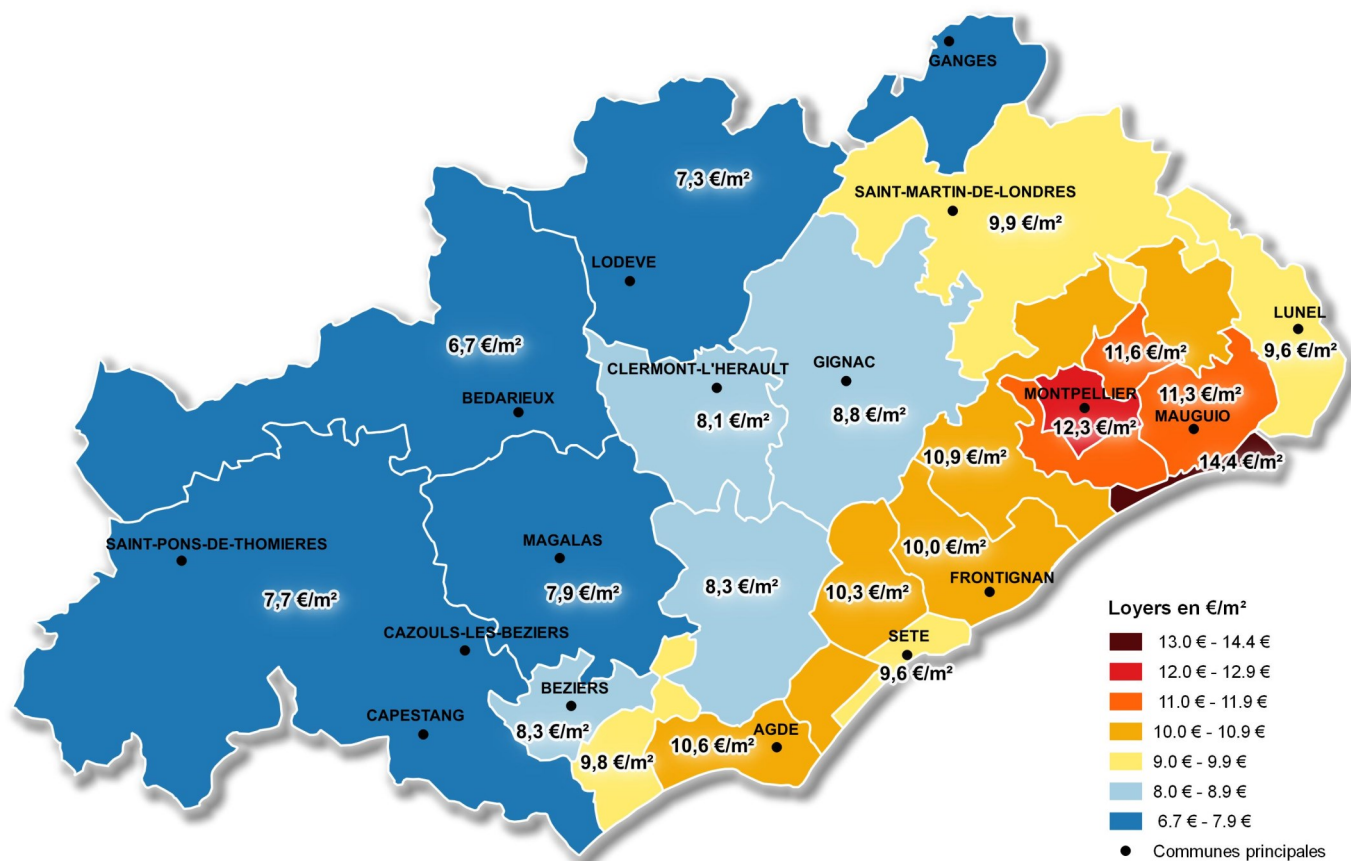 GANGES
7,3 €/m²
SAINT-MARTIN-DE-LONDRES
9,9 €/m²
LODEVE
LUNEL
9,6 €/m²
6,7 €/m²
11,6 €/m²
CLERMONT-L'HERAULT
GIGNAC
BEDARIEUX
8,1 €/m²
8,8 €/m²
MONTPELLIER
12,3 €/m²
11,3 €/m²
MAUGUIO
10,9 €/m²
14,4 €/m²
SAINT-PONS-DE-THOMIERES
7,7 €/m²
MAGALAS
7,9 €/m²
8,3 €/m²
10,0 €/m²
10,3 €/m²
FRONTIGNAN
CAZOULS-LES-BEZIERS
SETE
9,6 €/m²
BEZIERS
8,3 €/m²
CAPESTANG
AGDE
10,6 €/m²
9,8 €/m²
Loyers en €/m²
13.0 € - 14.4 €
12.0 € - 12.9 €
11.0 € - 11.9 €
10.0 € - 10.9 €
9.0 € - 9.9 €
8.0 € - 8.9 €
6.7 € - 7.9 €
Communes principales